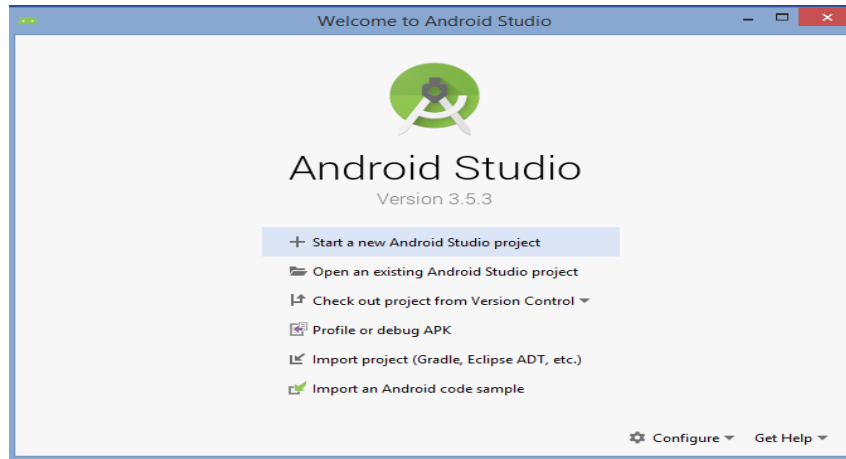 Welcome to Android Studio
Android Studio
Version 3.5.3
Start a new Android Studio project
Open an existing Android Studio project
Check out project from Version Control
Profile or debug APK
Import project (Gradle, Eclipse ADT, etc.)
Import an Android code sample
Configure Get Help